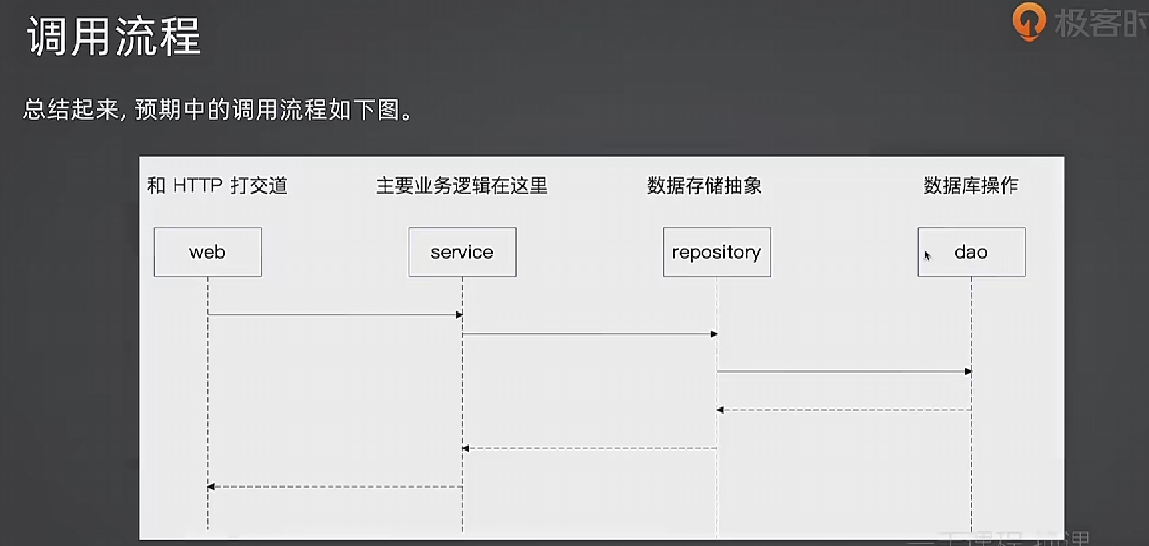 调用流程
极客时
总结起来, 预期中的调用流程如下图。
和 HTTP 打交道
主要业务逻辑在这里
数据存储抽象
数据库操作
web
service
repository
dao